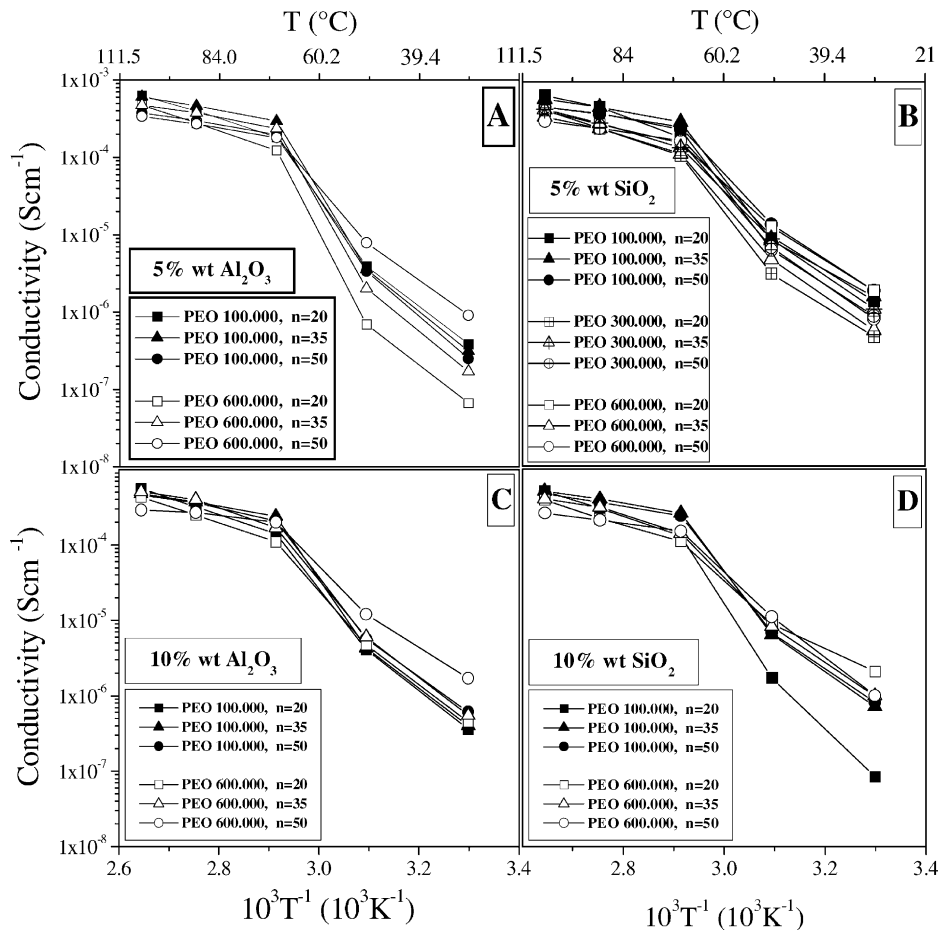 T (°C)
T (°C)
111.5 84.0 60.2 39.4
111.5 84 60.2 39.4 21
Conductivity (Scm⁻¹)
1x10⁻³
1x10⁻⁴
1x10⁻⁵
1x10⁻⁶
1x10⁻⁷
1x10⁻⁸
A
5% wt Al₂O₃
PEO 100.000, n=20
PEO 100.000, n=35
PEO 100.000, n=50
PEO 600.000, n=20
PEO 600.000, n=35
PEO 600.000, n=50
B
5% wt SiO₂
PEO 100.000, n=20
PEO 100.000, n=35
PEO 100.000, n=50
PEO 300.000, n=20
PEO 300.000, n=35
PEO 300.000, n=50
PEO 600.000, n=20
PEO 600.000, n=35
PEO 600.000, n=50
Conductivity (Scm⁻¹)
1x10⁻⁴
1x10⁻⁵
1x10⁻⁶
1x10⁻⁷
1x10⁻⁸
C
10% wt Al₂O₃
PEO 100.000, n=20
PEO 100.000, n=35
PEO 100.000, n=50
PEO 600.000, n=20
PEO 600.000, n=35
PEO 600.000, n=50
D
10% wt SiO₂
PEO 100.000, n=20
PEO 100.000, n=35
PEO 100.000, n=50
PEO 600.000, n=20
PEO 600.000, n=35
PEO 600.000, n=50
2.6 2.8 3.0 3.2 3.4
2.8 3.0 3.2 3.4
10³T⁻¹ (10³K⁻¹)
10³T⁻¹ (10³K⁻¹)